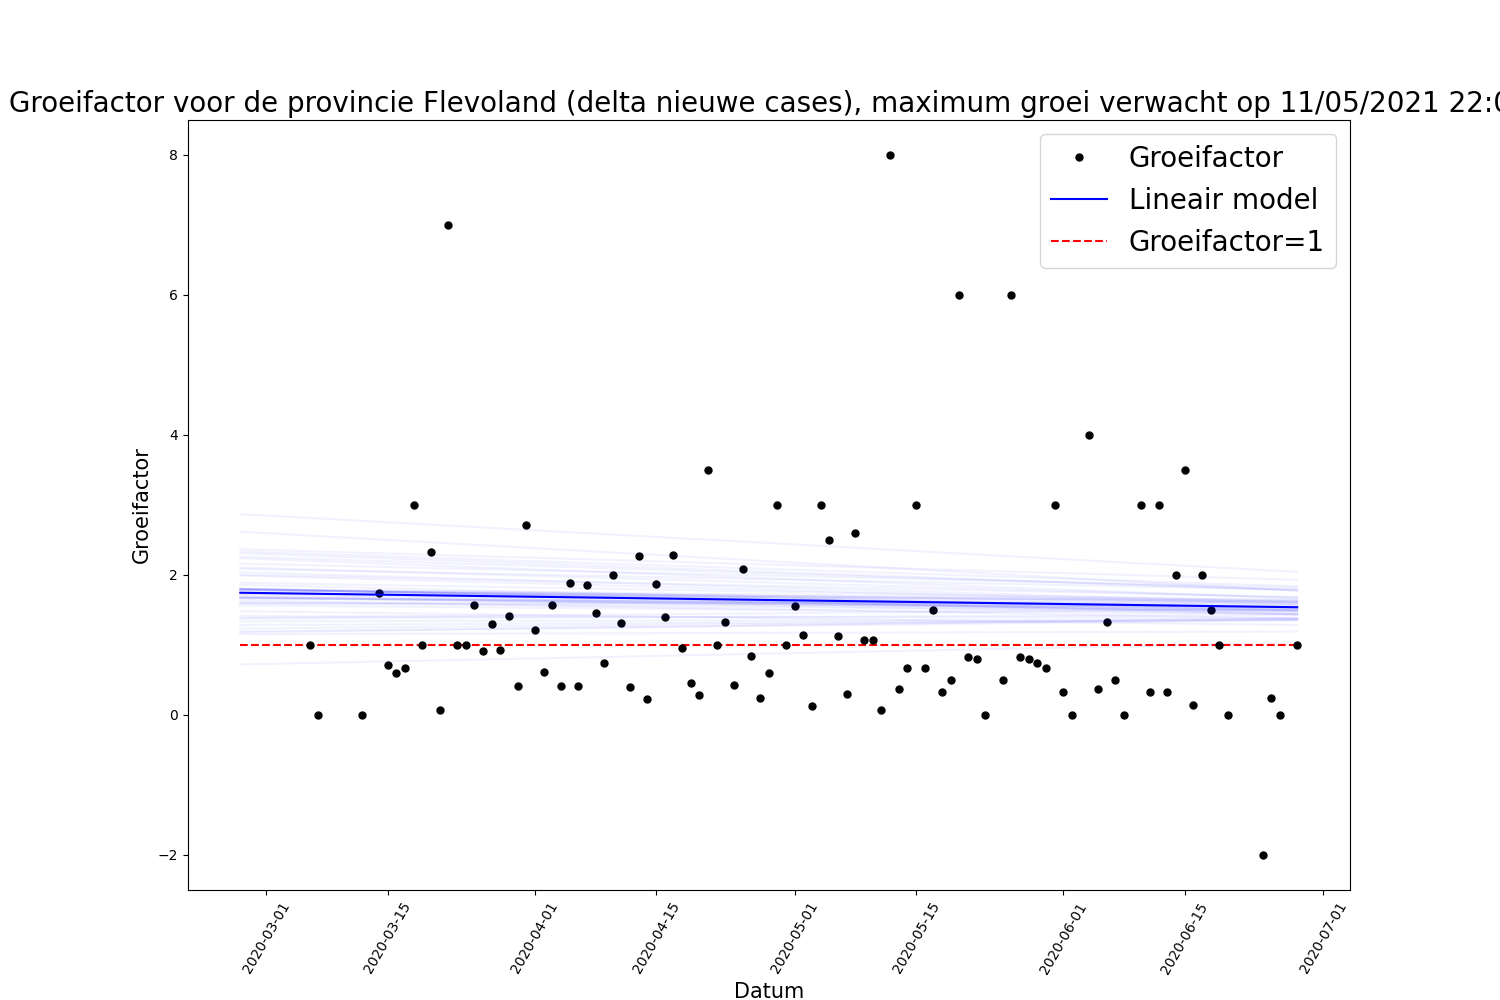 Groeifactor voor de provincie Flevoland (delta nieuwe cases), maximum groei verwacht op 11/05/2021 22:0
Groeifactor
Lineair model
Groeifactor=1
8
6
4
2
0
−2
Groeifactor
2020-03-01
2020-03-15
2020-04-01
2020-04-15
2020-05-01
2020-05-15
2020-06-01
2020-06-15
2020-07-01
Datum